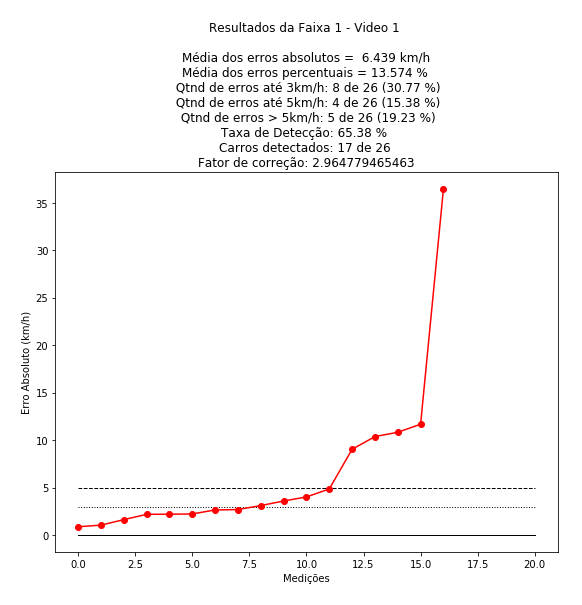 Resultados da Faixa 1 - Video 1
Média dos erros absolutos =  6.439 km/h
Média dos erros percentuais = 13.574 %
Qtnd de erros até 3km/h: 8 de 26 (30.77 %)
Qtnd de erros até 5km/h: 4 de 26 (15.38 %)
Qtnd de erros > 5km/h: 5 de 26 (19.23 %)
Taxa de Detecção: 65.38 %
Carros detectados: 17 de 26
Fator de correção: 2.964779465463
35
30
25
20
15
10
5
0
Erro Absoluto (km/h)
0.0 2.5 5.0 7.5 10.0 12.5 15.0 17.5 20.0
Medições